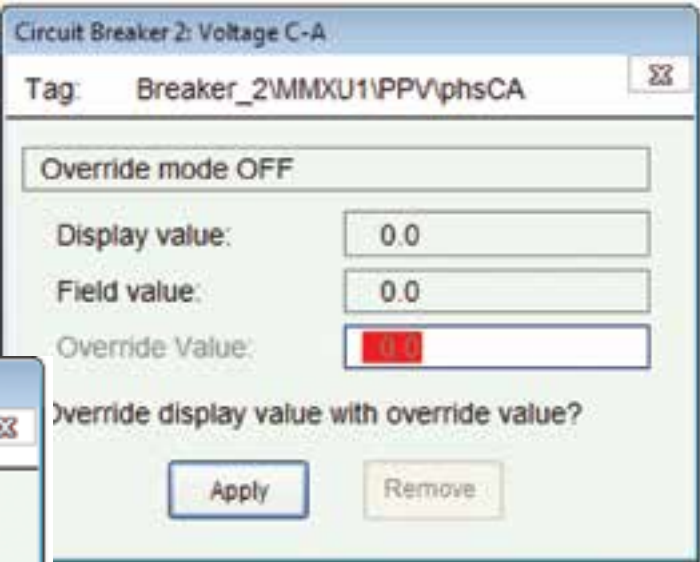 Circuit Breaker 2: Voltage C-A
Tag: Breaker_2\MMXU1\PPV\phsCA
Override mode OFF
Display value: 0.0
Field value: 0.0
Override Value: 0.0
Override display value with override value?
Apply Remove